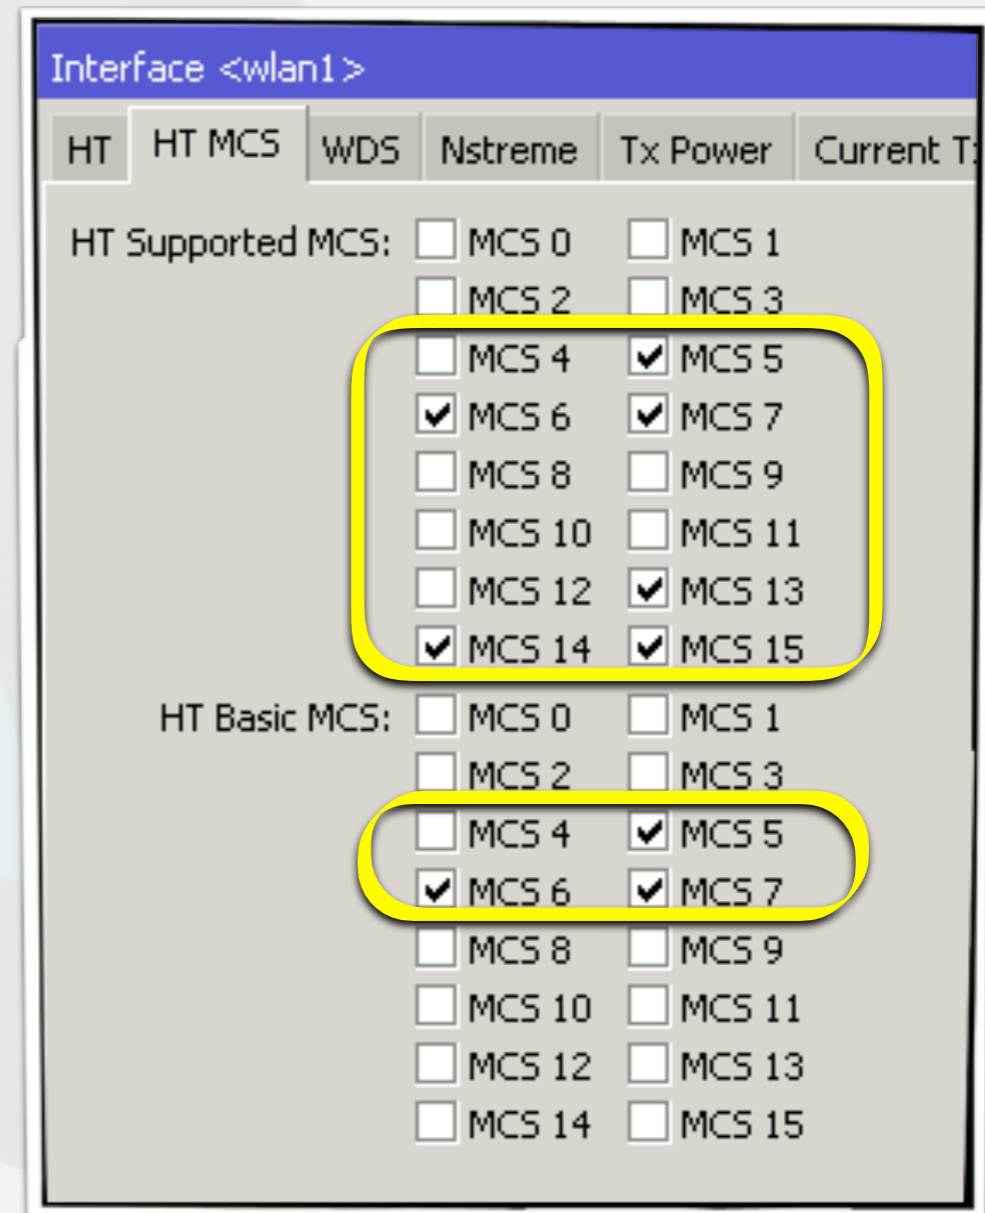 Interface <wlan1>
HT HT MCS WDS Nstreme Tx Power Current T
HT Supported MCS: MCS 0 MCS 1
MCS 2 MCS 3
MCS 4 MCS 5
MCS 6 MCS 7
MCS 8 MCS 9
MCS 10 MCS 11
MCS 12 MCS 13
MCS 14 MCS 15
HT Basic MCS: MCS 0 MCS 1
MCS 2 MCS 3
MCS 4 MCS 5
MCS 6 MCS 7
MCS 8 MCS 9
MCS 10 MCS 11
MCS 12 MCS 13
MCS 14 MCS 15